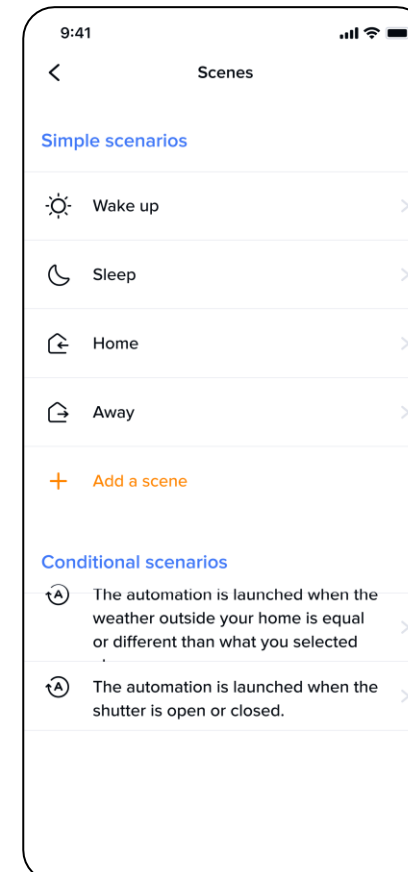 9:41
Scenes
Simple scenarios
Wake up
Sleep
Home
Away
Add a scene
Conditional scenarios
The automation is launched when the
weather outside your home is equal
or different than what you selected
The automation is launched when the
shutter is open or closed.